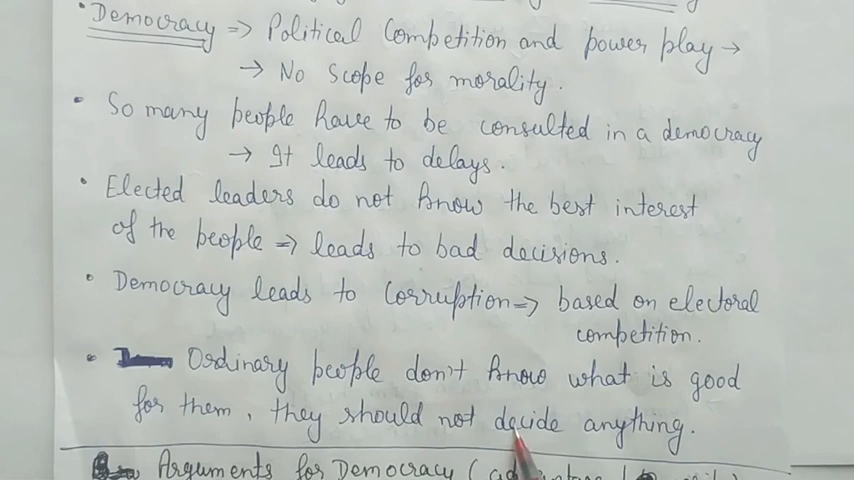 • Democracy => Political Competition and power play →
→ No scope for morality.
• So many people have to be consulted in a democracy
→ It leads to delays.
• Elected leaders do not know the best interest
of the people => leads to bad decisions.
• Democracy leads to Corruption => based on electoral
competition.
• Ordinary people don't know what is good
for them, they should not decide anything.
Arguments for Democracy (